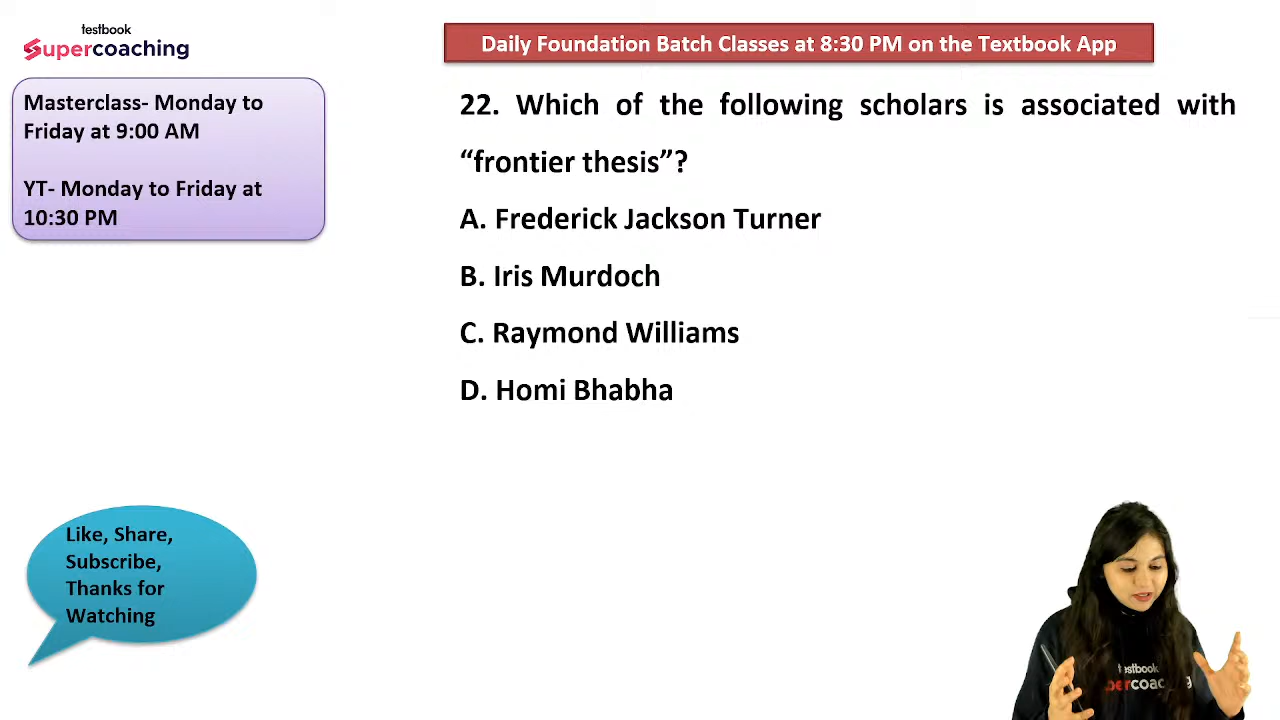 testbook
Supercoaching
Daily Foundation Batch Classes at 8:30 PM on the Textbook App
Masterclass- Monday to
Friday at 9:00 AM
YT- Monday to Friday at
10:30 PM
22. Which of the following scholars is associated with
“frontier thesis”?
A. Frederick Jackson Turner
B. Iris Murdoch
C. Raymond Williams
D. Homi Bhabha
Like, Share,
Subscribe,
Thanks for
Watching
testbook